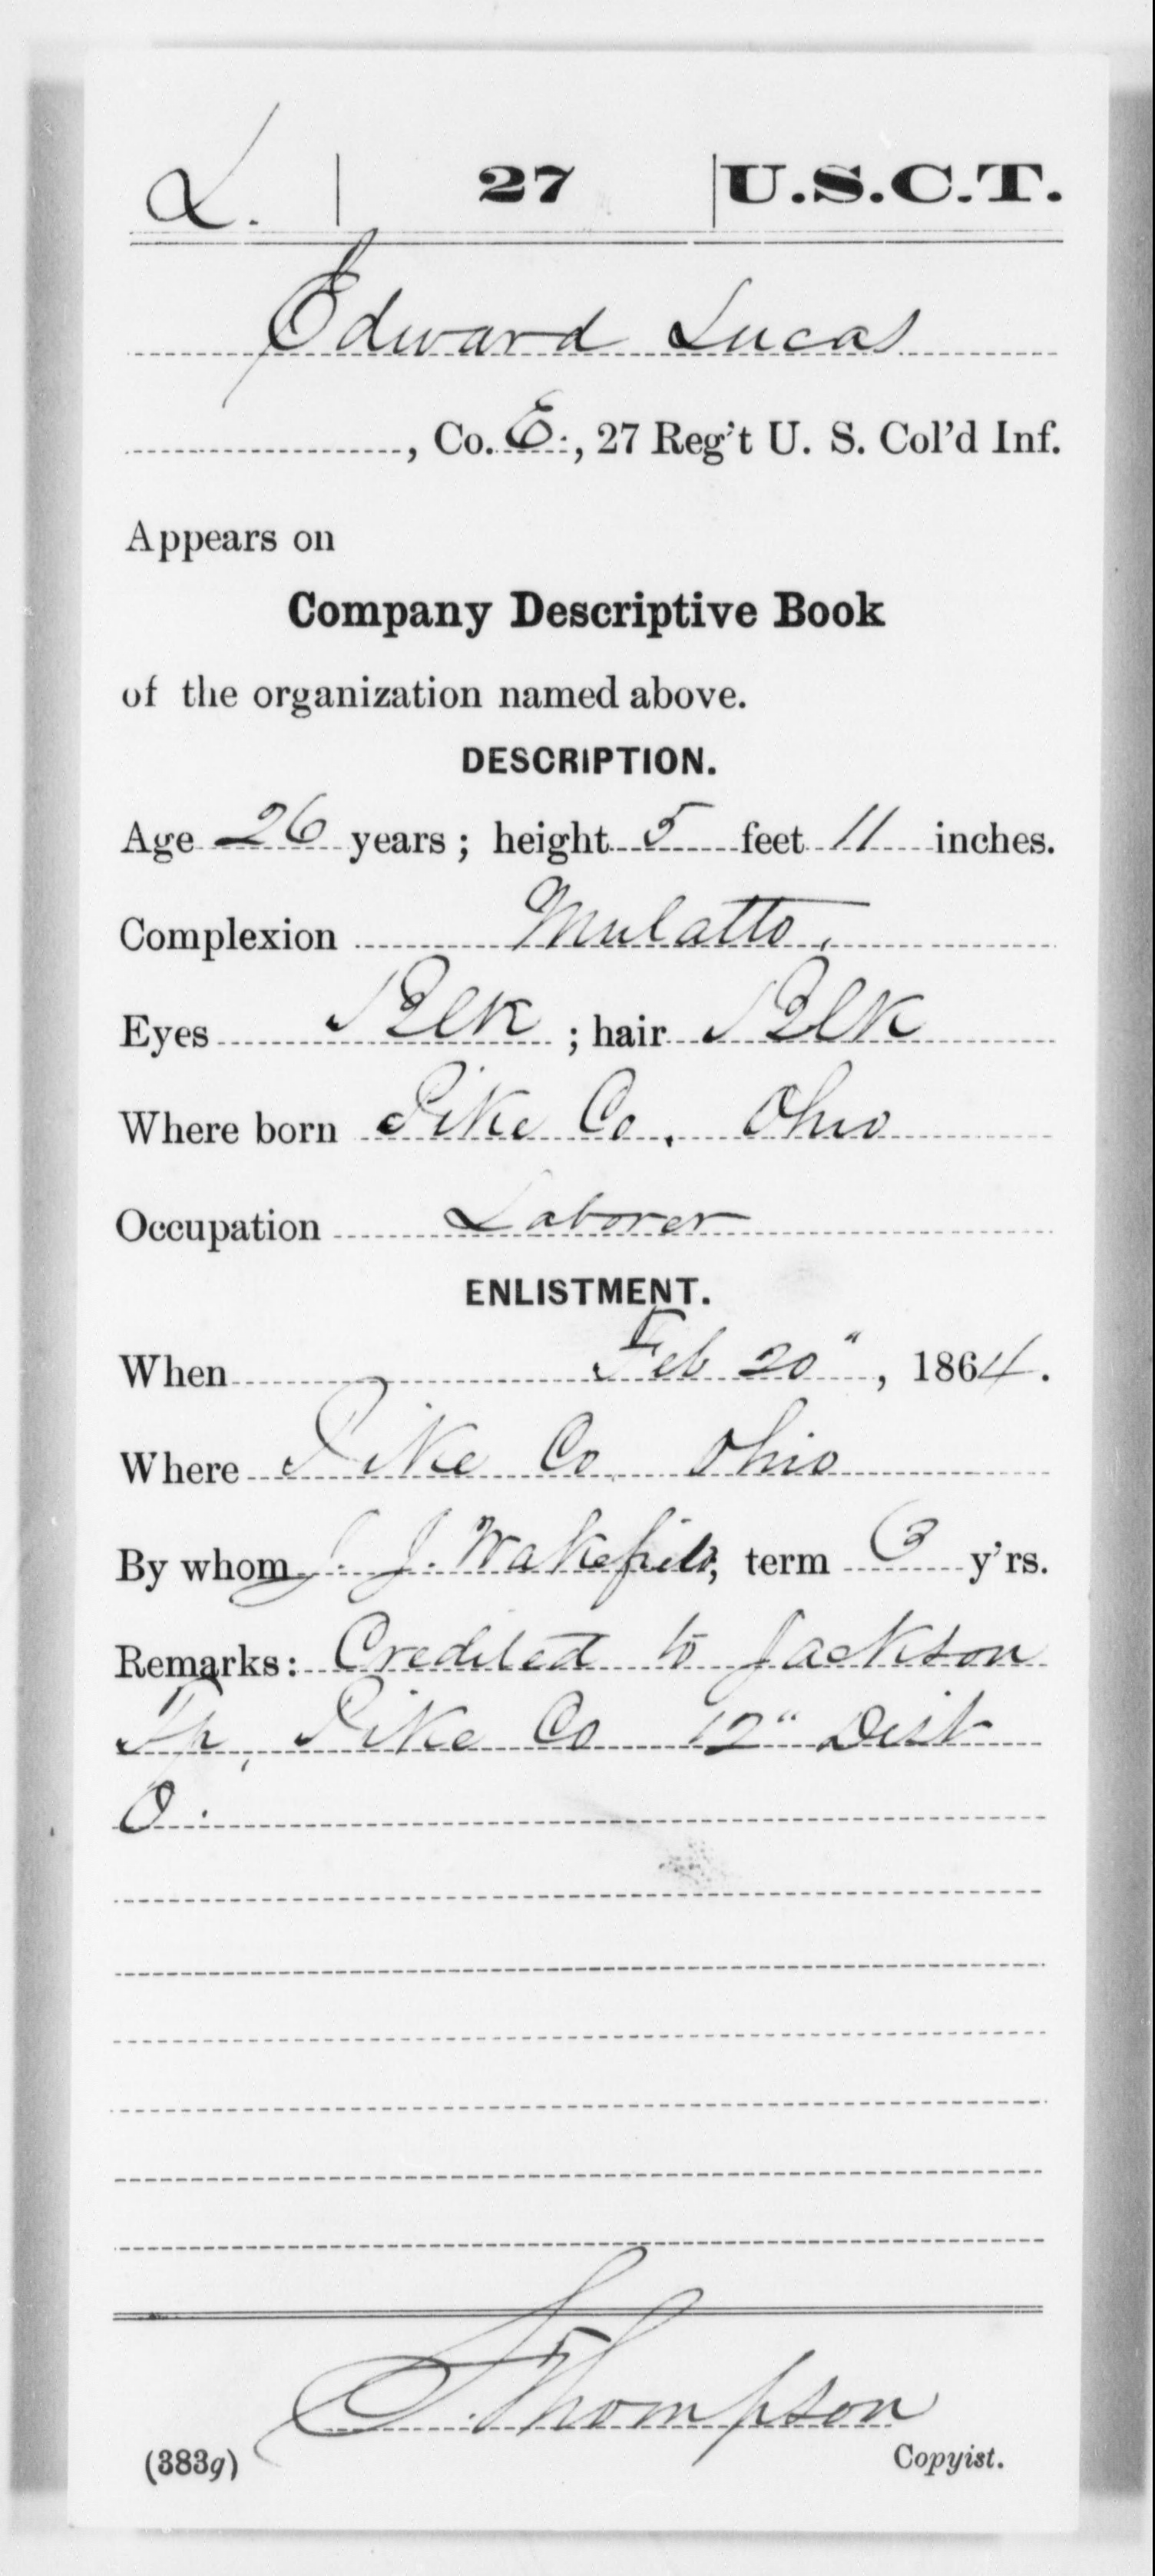 L. | 27 | U.S.C.T.
Edward Lucas
, Co. E., 27 Reg't U. S. Col'd Inf.
Appears on
Company Descriptive Book
of the organization named above.
DESCRIPTION.
Age 26 years; height 5 feet 11 inches.
Complexion Mulatto.
Eyes Blk; hair Blk
Where born Pike Co., Ohio
Occupation Laborer
ENLISTMENT.
When Feb 20", 1864.
Where Pike Co. Ohio
By whom J. J. Wakefield; term 3 y'rs.
Remarks: Credited to Jackson
Tp, Pike Co 12" Dist
O.
S. Thompson
(383g) Copyist.